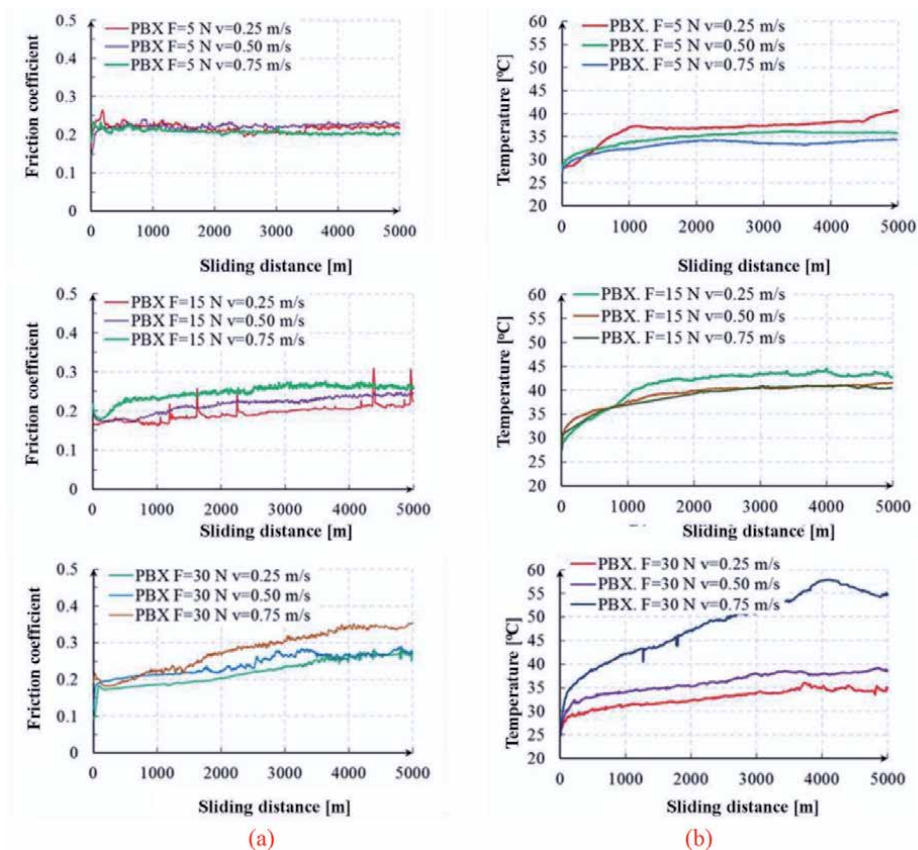 Friction coefficient
0.5
0.4
0.3
0.2
0.1
0
PBX F=5 N v=0.25 m/s
PBX F=5 N v=0.50 m/s
PBX F=5 N v=0.75 m/s
0 1000 2000 3000 4000 5000
Sliding distance [m]
Temperature [ºC]
60
55
50
45
40
35
30
25
20
PBX. F=5 N v=0.25 m/s
PBX. F=5 N v=0.50 m/s
PBX. F=5 N v=0.75 m/s
0 1000 2000 3000 4000 5000
Sliding distance [m]
Friction coefficient
0.5
0.4
0.3
0.2
0.1
0
PBX F=15 N v=0.25 m/s
PBX F=15 N v=0.50 m/s
PBX F=15 N v=0.75 m/s
0 1000 2000 3000 4000 5000
Sliding distance [m]
Temperature [ºC]
60
55
50
45
40
35
30
25
20
PBX. F=15 N v=0.25 m/s
PBX. F=15 N v=0.50 m/s
PBX. F=15 N v=0.75 m/s
0 1000 2000 3000 4000 5000
Sliding distance [m]
Friction coefficient
0.5
0.4
0.3
0.2
0.1
0
PBX F=30 N v=0.25 m/s
PBX F=30 N v=0.50 m/s
PBX F=30 N v=0.75 m/s
0 1000 2000 3000 4000 5000
Sliding distance [m]
Temperature [ºC]
60
55
50
45
40
35
30
25
20
PBX. F=30 N v=0.25 m/s
PBX. F=30 N v=0.50 m/s
PBX. F=30 N v=0.75 m/s
0 1000 2000 3000 4000 5000
Sliding distance [m]
(a)
(b)